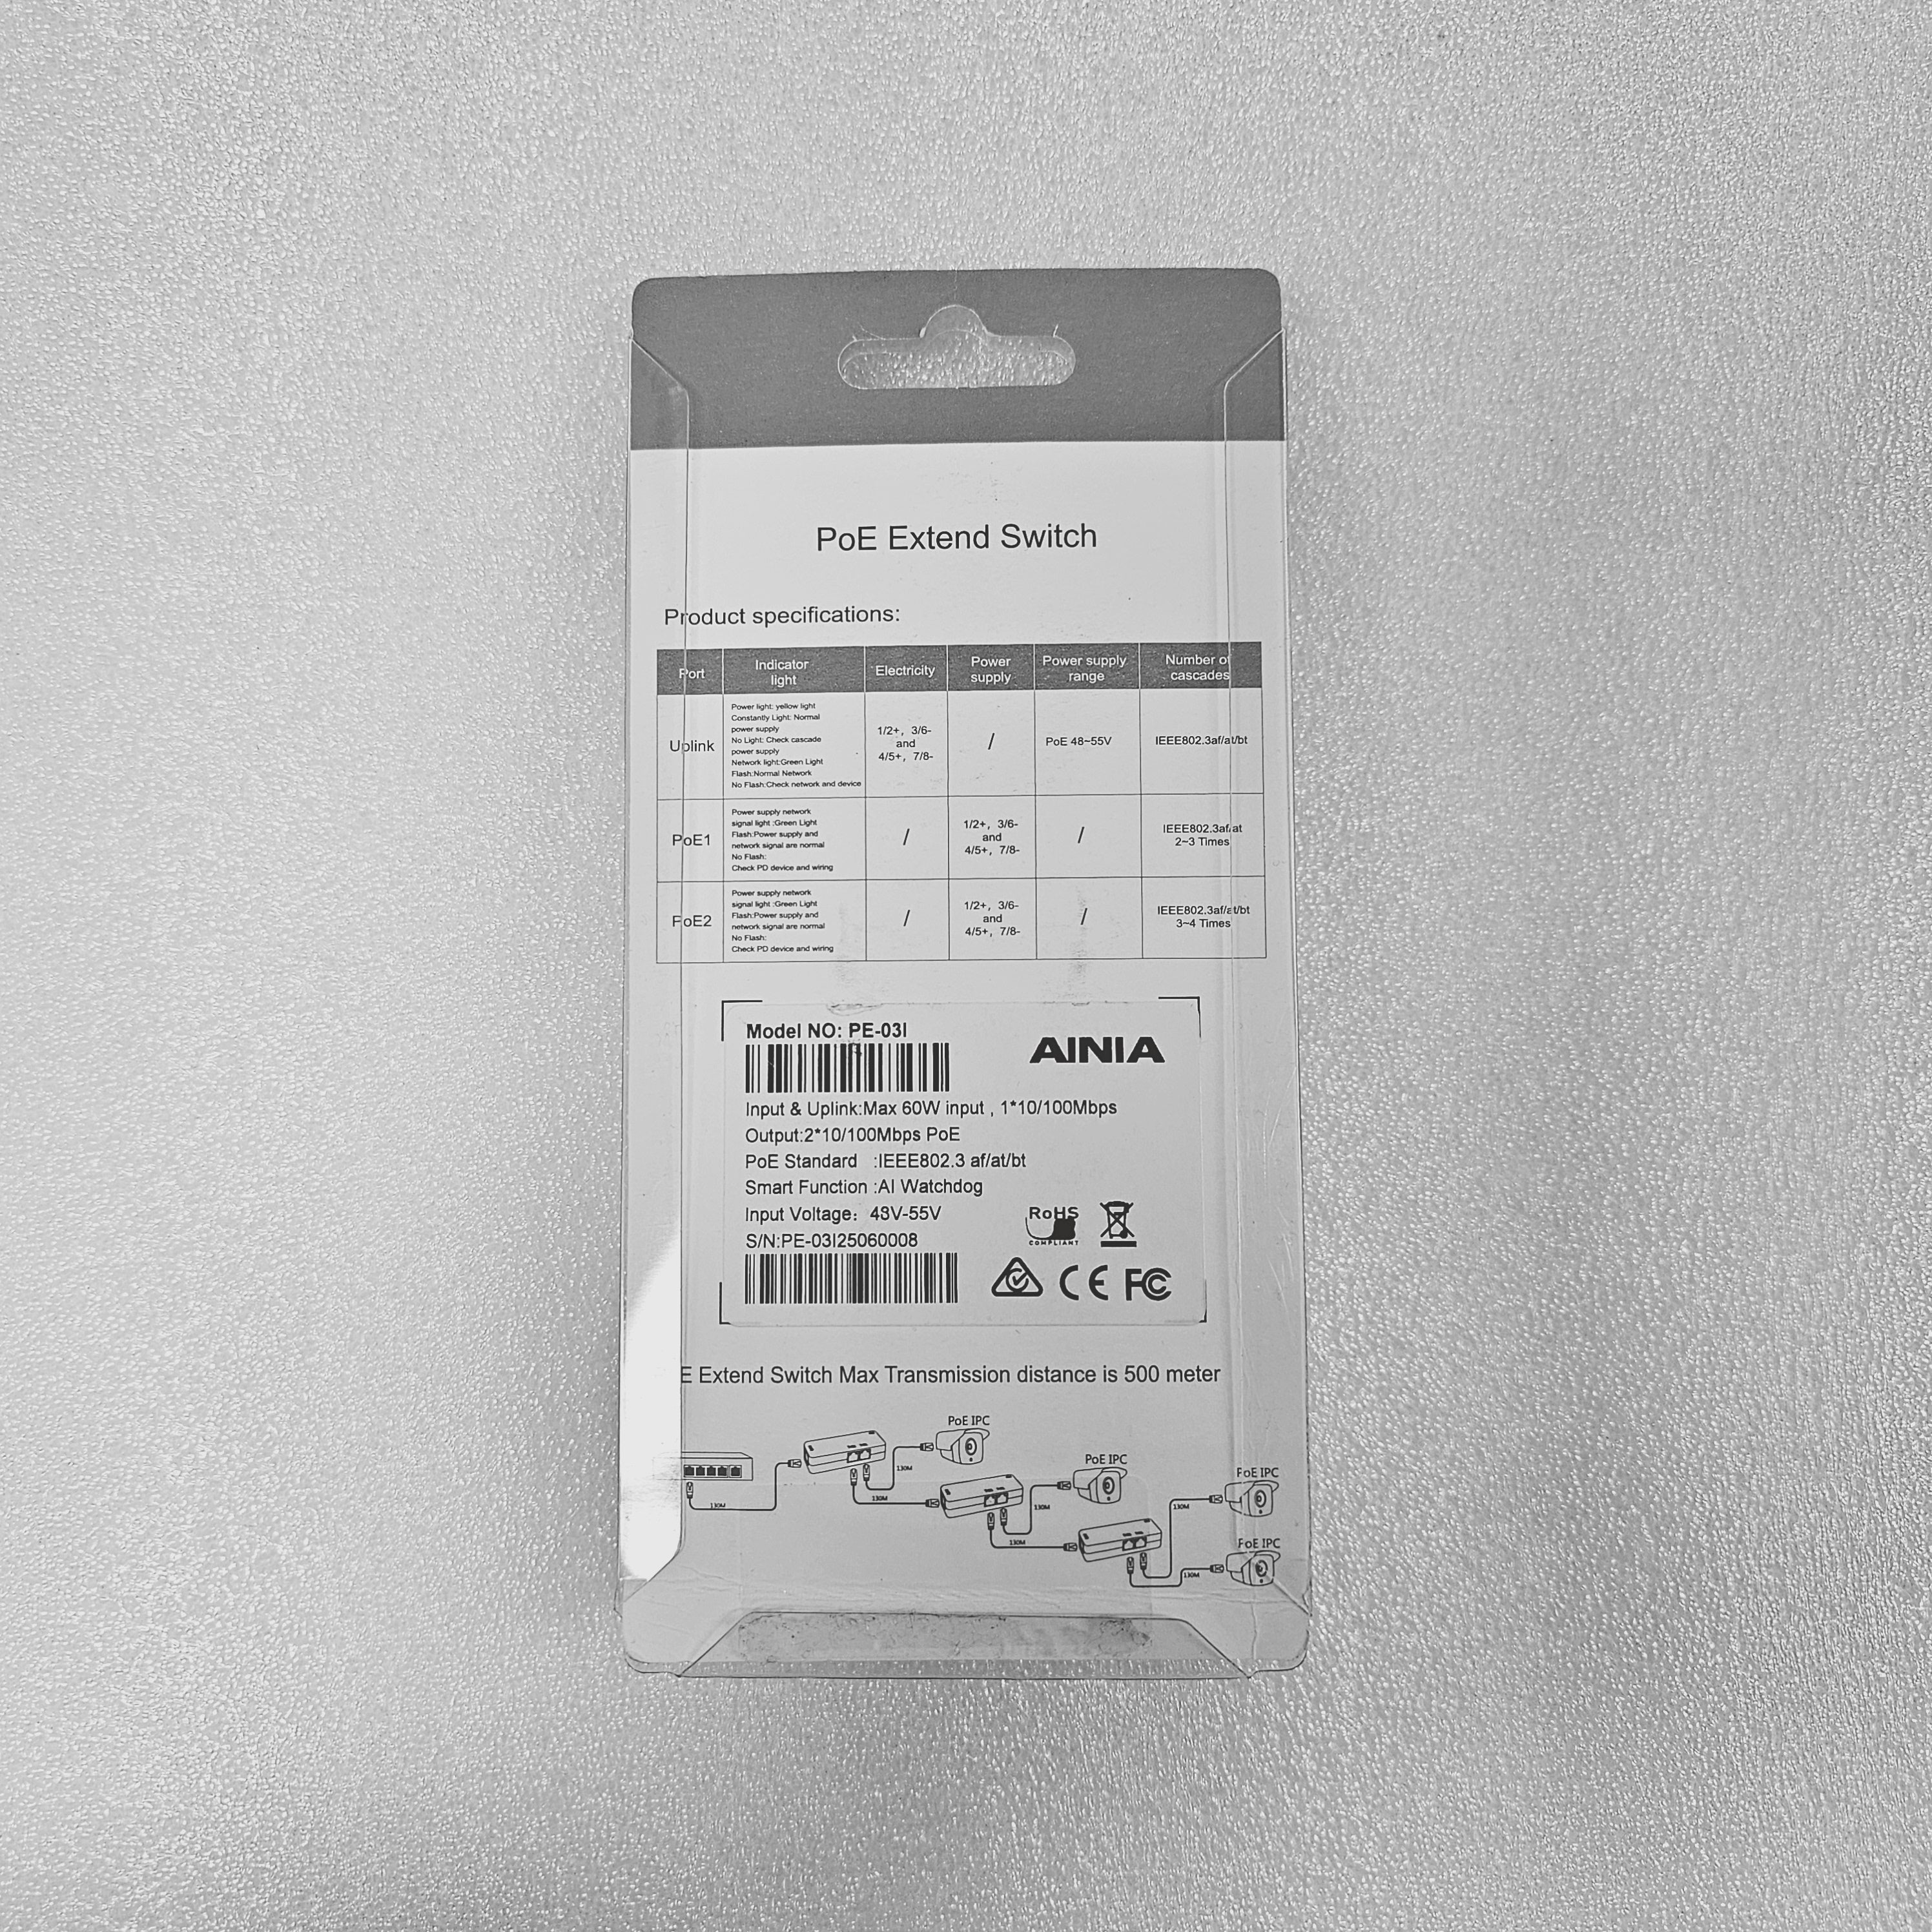 PoE Extend Switch
Product specifications:
Port
Indicator
light
Electricity
Power
supply
Power supply
range
Number of
cascades
Uplink
Power light: yellow light
Constantly Light: Normal
power supply
No Light: Check cascade
power supply
Network light:Green Light
Flash:Normal Network
No Flash:Check network and device
1/2+, 3/6-
and
4/5+, 7/8-
/
PoE 48~55V
IEEE802.3af/at/bt
PoE1
Power supply network
signal light :Green Light
Flash:Power supply and
network signal are normal
No Flash:
Check PD device and wiring
/
1/2+, 3/6-
and
4/5+, 7/8-
/
IEEE802.3af/at
2~3 Times
PoE2
Power supply network
signal light :Green Light
Flash:Power supply and
network signal are normal
No Flash:
Check PD device and wiring
/
1/2+, 3/6-
and
4/5+, 7/8-
/
IEEE802.3af/at/bt
3~4 Times
Model NO: PE-03I
AINIA
Input & Uplink:Max 60W input , 1*10/100Mbps
Output:2*10/100Mbps PoE
PoE Standard :IEEE802.3 af/at/bt
Smart Function :AI Watchdog
Input Voltage: 48V-55V
S/N:PE-03I25060008
RoHS
COMPLIANT
CE FC
E Extend Switch Max Transmission distance is 500 meter
PoE IPC
130M
130M
130M
PoE IPC
130M
130M
PoE IPC
130M
PoE IPC
130M